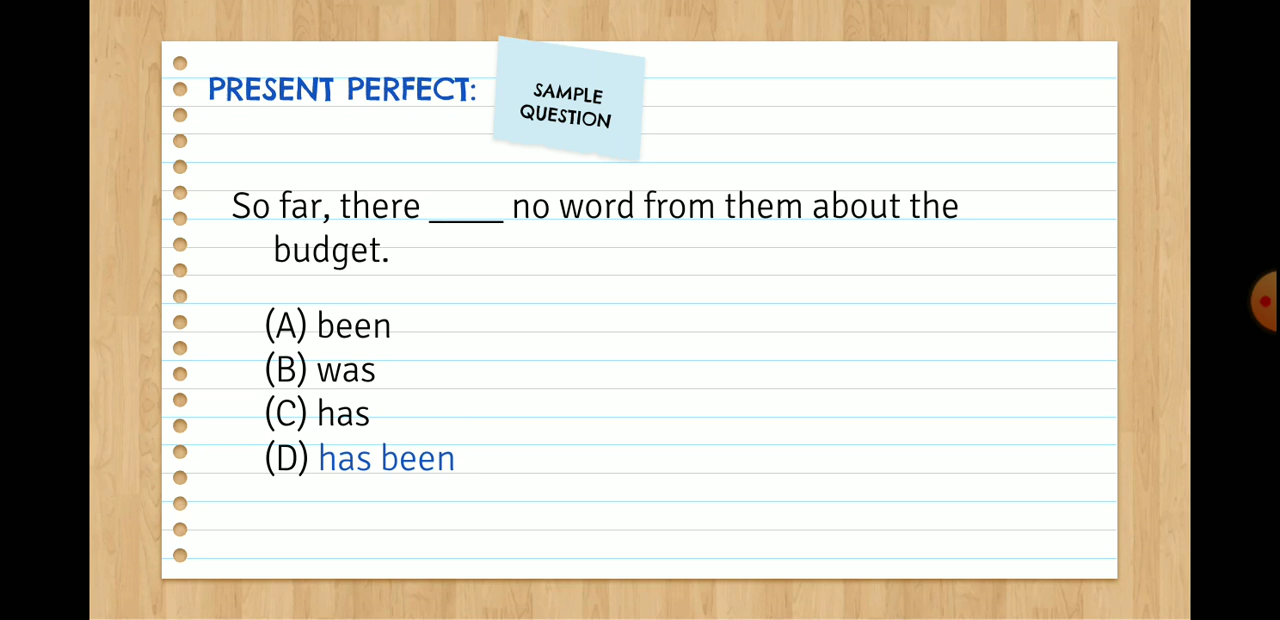 PRESENT PERFECT:
SAMPLE
QUESTION
So far, there ____ no word from them about the
budget.
(A) been
(B) was
(C) has
(D) has been